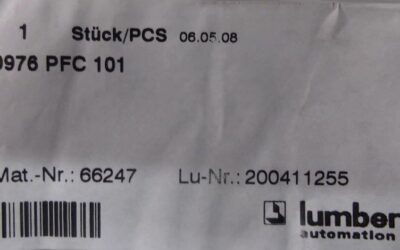 1 Stück/PCS 06.05.08
0976 PFC 101
Mat.-Nr.: 66247 Lu-Nr.: 200411255
lumber
automation